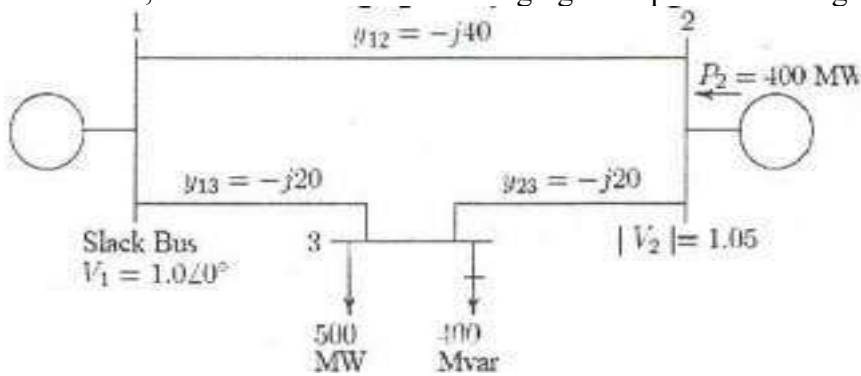 1
2
y₁₂ = −j40
P₂ = 400 MW
y₁₃ = −j20
y₂₃ = −j20
Slack Bus
V₁ = 1.0∠0°
3
| V₂ |= 1.05
500
MW
400
Mvar